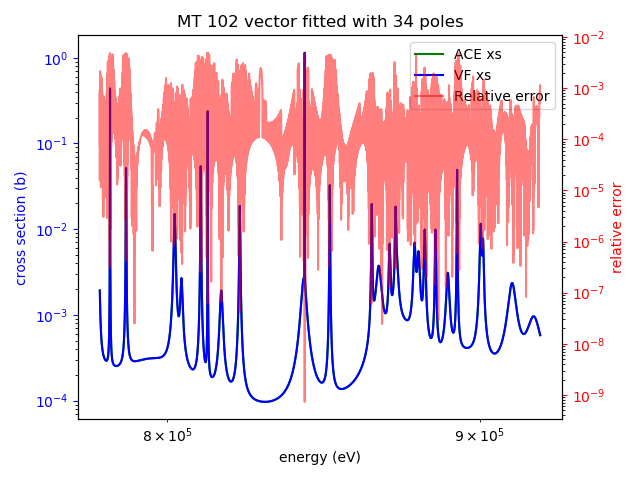 MT 102 vector fitted with 34 poles
ACE xs
VF xs
Relative error
10⁰
10⁻¹
10⁻²
10⁻³
10⁻⁴
cross section (b)
10⁻²
10⁻³
10⁻⁴
10⁻⁵
10⁻⁶
10⁻⁷
10⁻⁸
10⁻⁹
relative error
8 × 10⁵
9 × 10⁵
energy (eV)